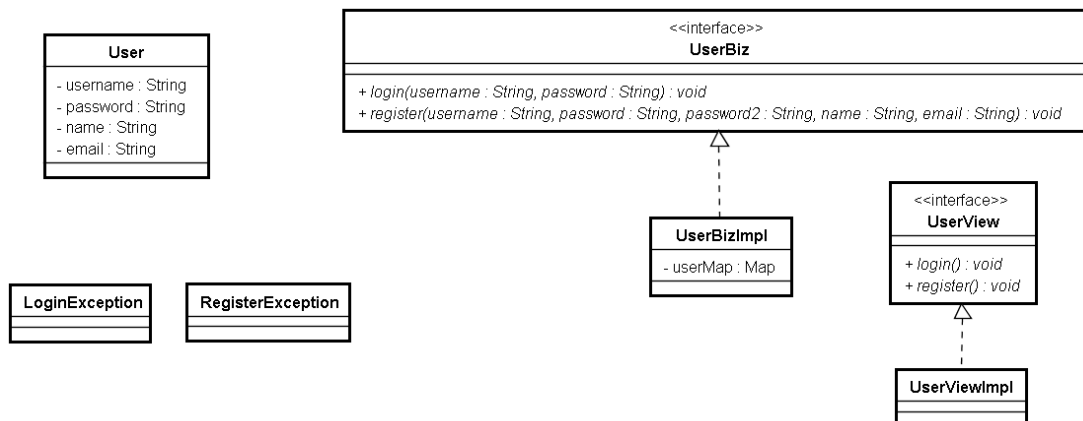 User
- username : String
- password : String
- name : String
- email : String
<<interface>>
UserBiz
+ login(username : String, password : String) : void
+ register(username : String, password : String, password2 : String, name : String, email : String) : void
UserBizImpl
- userMap : Map
<<interface>>
UserView
+ login() : void
+ register() : void
LoginException
RegisterException
UserViewImpl